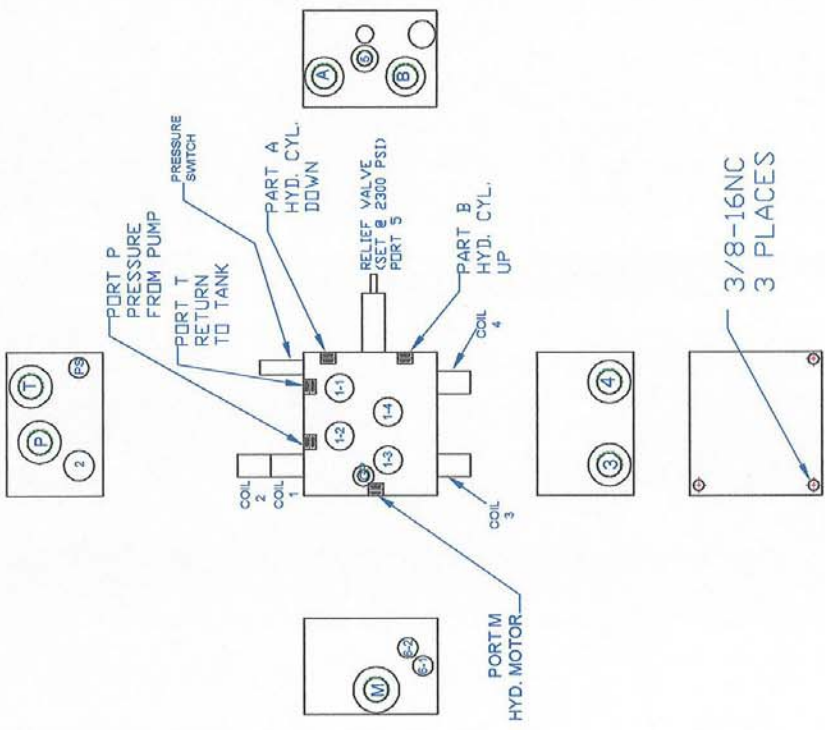 T
P
PS
2
A
5
B
PORT P
PRESSURE
FROM PUMP
PORT T
RETURN
TO TANK
PRESSURE
SWITCH
PART A
HYD. CYL.
DOWN
RELIEF VALVE
(SET @ 2300 PSI)
PORT 5
PART B
HYD. CYL.
UP
COIL
4
COIL
2
COIL
1
1-1
1-2
1-4
1-3
COIL
3
PORT M
HYD. MOTOR
M
6-2
6-1
4
3
3/8-16NC
3 PLACES